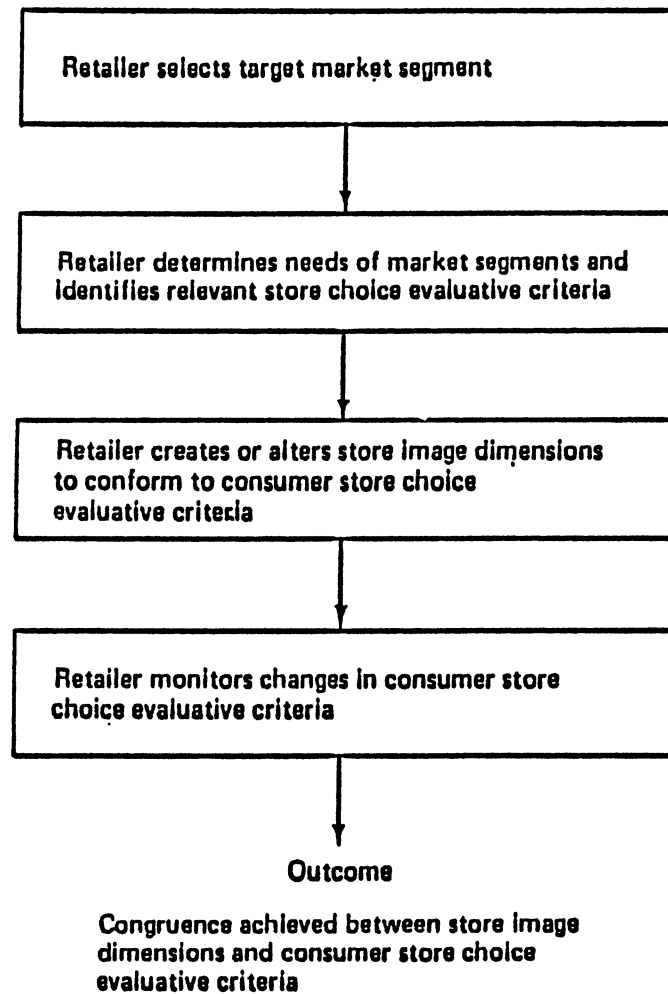 Retailer selects target market segment
Retailer determines needs of market segments and
identifies relevant store choice evaluative criteria
Retailer creates or alters store image dimensions
to conform to consumer store choice
evaluative criteria
Retailer monitors changes in consumer store
choice evaluative criteria
Outcome
Congruence achieved between store image
dimensions and consumer store choice
evaluative criteria